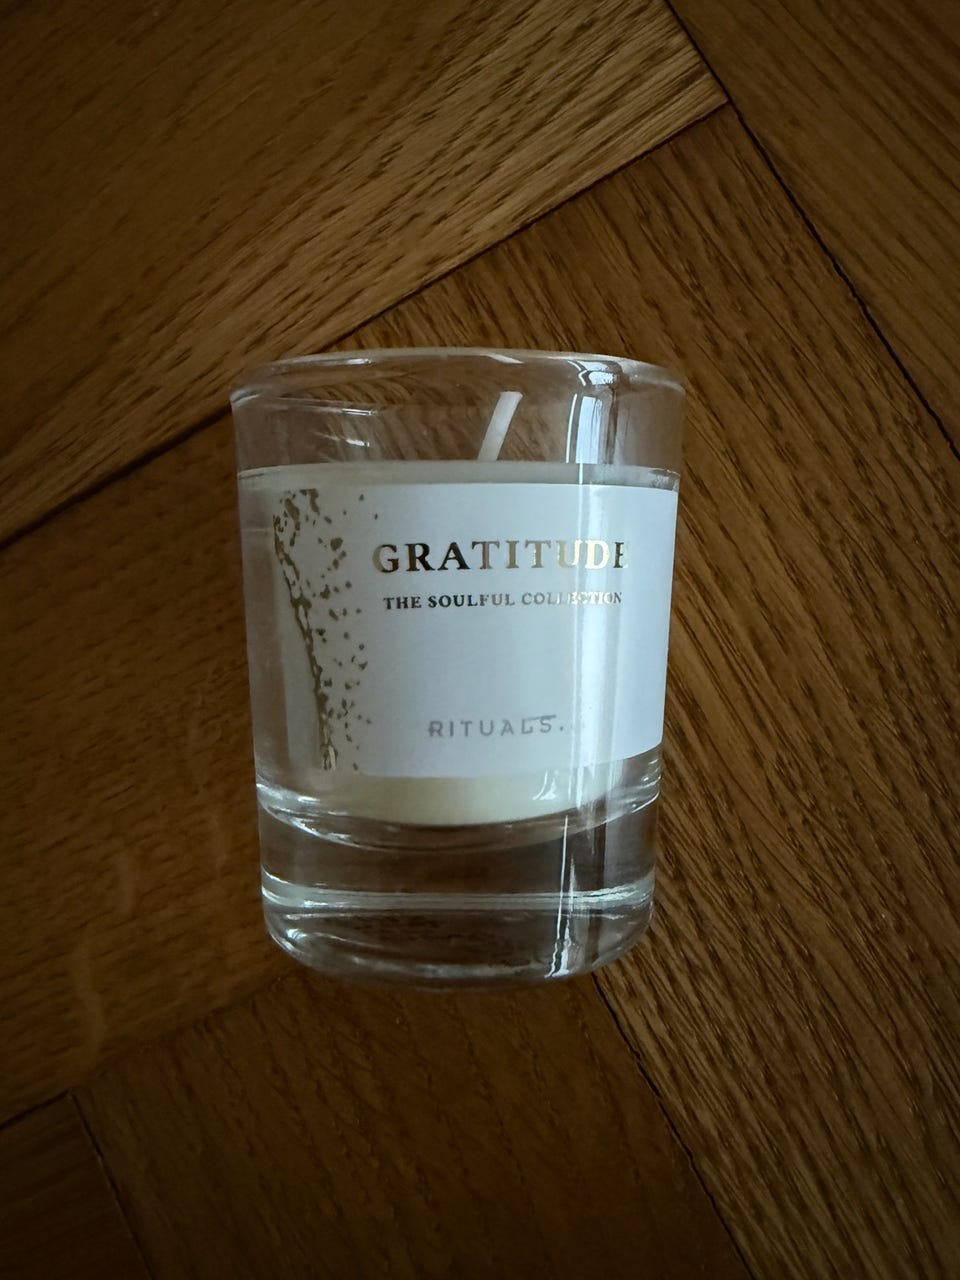 GRATITUDE
THE SOULFUL COLLECTION
RITUALS.